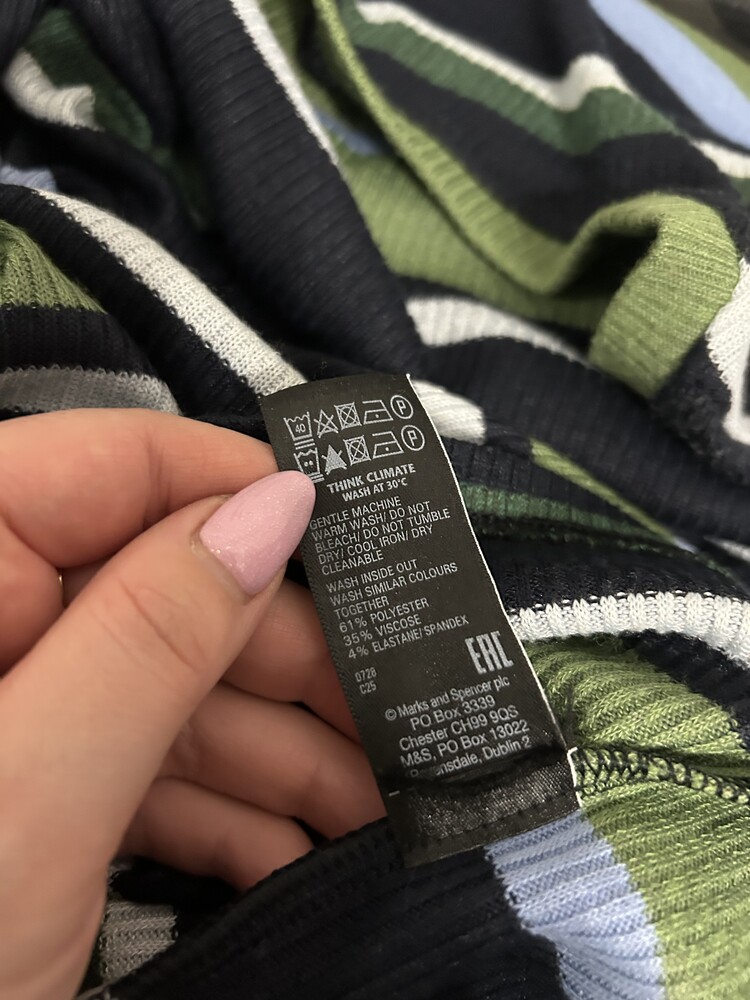 40 P
P
THINK CLIMATE
WASH AT 30°C
GENTLE MACHINE
WARM WASH/ DO NOT
BLEACH/ DO NOT TUMBLE
DRY/ COOL IRON/ DRY
CLEANABLE
WASH INSIDE OUT
WASH SIMILAR COLOURS
TOGETHER
61% POLYESTER
35% VISCOSE
4% ELASTANE/ SPANDEX
EAC
0728
C25
© Marks and Spencer plc
PO Box 3339
Chester CH99 9QS
M&S, PO Box 13022
Dublin 2